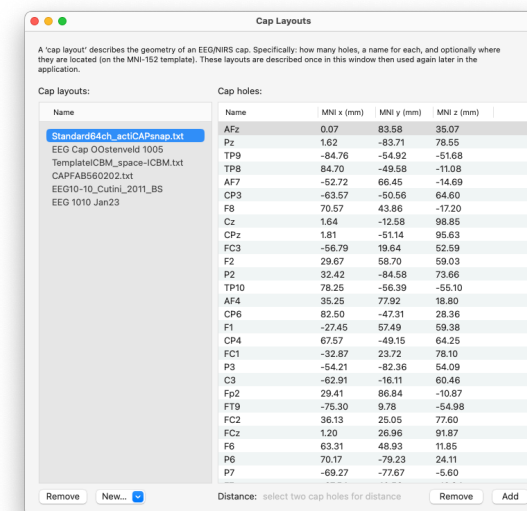 Cap Layouts
A 'cap layout' describes the geometry of an EEG/NIRS cap. Specifically: how many holes, a name for each, and optionally where
they are located (on the MNI-152 template). These layouts are described once in this window then used again later in the
application.
Cap layouts:
Cap holes:
Name
Standard64ch_actiCAPsnap.txt
EEG Cap OOstenveld 1005
TemplateICBM_space-ICBM.txt
CAPFAB560202.txt
EEG10-10_Cutini_2011_BS
EEG 1010 Jan23
Name MNI x (mm) MNI y (mm) MNI z (mm)
AFz 0.07 83.58 35.07
Pz 1.62 -83.71 78.55
TP9 -84.76 -54.92 -51.68
TP8 84.70 -49.58 -11.08
AF7 -52.72 66.45 -14.69
CP3 -63.57 -50.56 64.60
F8 70.57 43.86 -17.20
Cz 1.64 -12.58 98.85
CPz 1.81 -51.14 95.63
FC3 -56.79 19.64 52.59
F2 29.67 58.70 59.03
P2 32.42 -84.58 73.66
TP10 78.25 -56.39 -55.10
AF4 35.25 77.92 18.80
CP6 82.50 -47.31 28.36
F1 -27.45 57.49 59.38
CP4 67.57 -49.15 64.25
FC1 -32.87 23.72 78.10
P3 -54.21 -82.36 54.09
C3 -62.91 -16.11 60.46
Fp2 29.41 86.84 -10.87
FT9 -75.30 9.78 -54.98
FC2 36.13 25.05 77.60
FCz 1.20 26.96 91.87
F6 63.31 48.93 11.85
P6 70.17 -79.23 24.11
P7 -69.27 -77.67 -5.60
Remove New...
Distance: select two cap holes for distance Remove Add